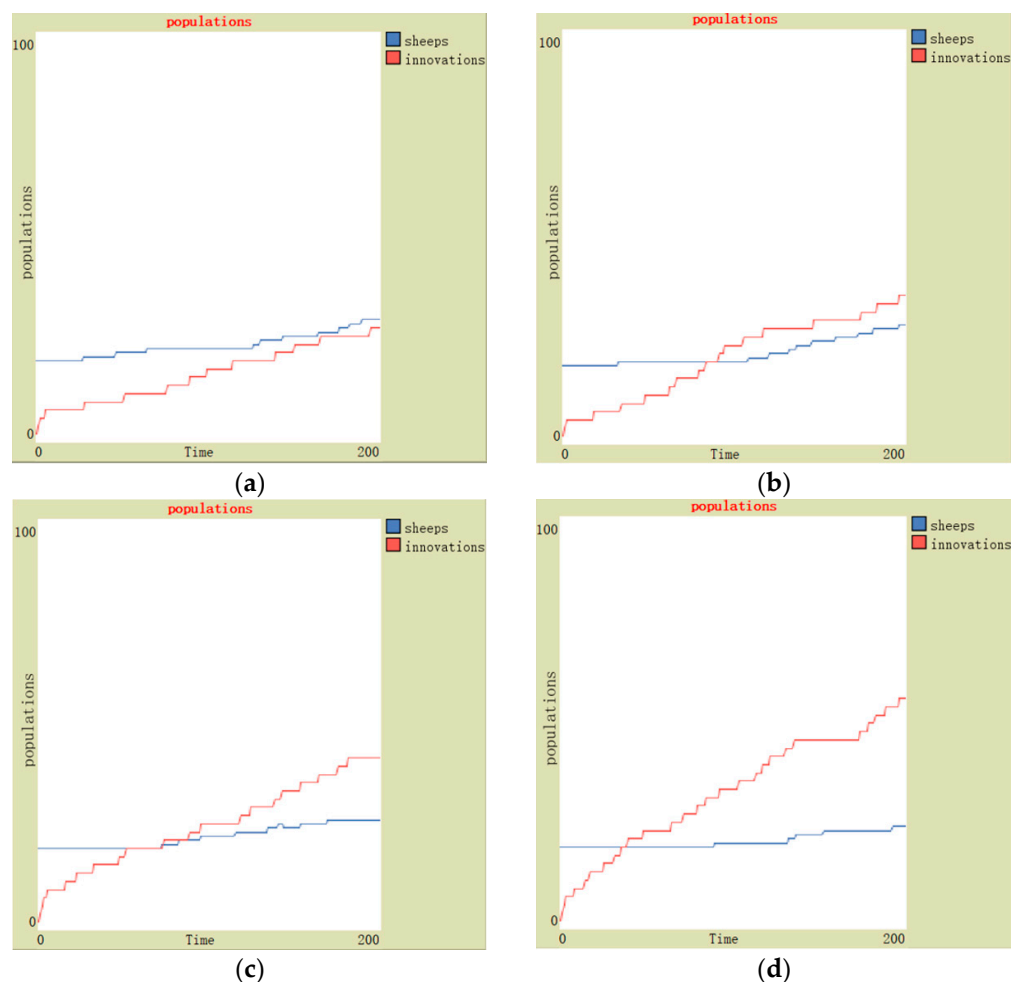 populations
100
populations
0
0
Time
200
sheeps
innovations
(a)
populations
100
populations
0
0
Time
200
sheeps
innovations
(b)
populations
100
populations
0
0
Time
200
sheeps
innovations
(c)
populations
100
populations
0
0
Time
200
sheeps
innovations
(d)